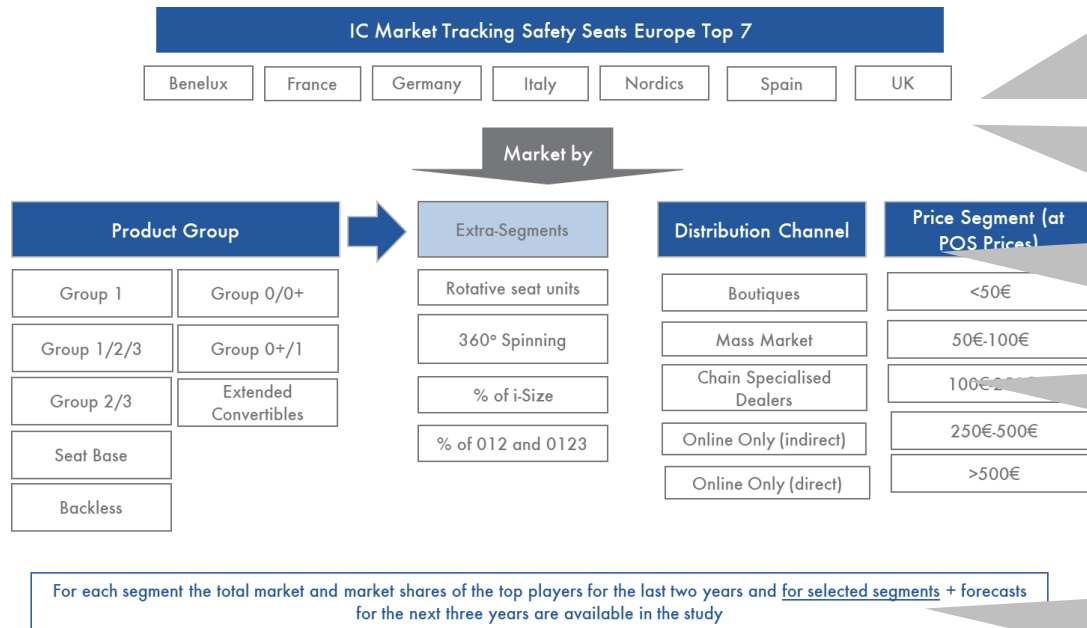 IC Market Tracking Safety Seats Europe Top 7
Benelux
France
Germany
Italy
Nordics
Spain
UK
Market by
Product Group
Extra-Segments
Distribution Channel
Price Segment (at
POS Prices)
Group 1
Group 0/0+
Group 1/2/3
Group 0+/1
Group 2/3
Extended
Convertibles
Seat Base
Backless
Rotative seat units
360° Spinning
% of i-Size
% of 012 and 0123
Boutiques
Mass Market
Chain Specialised
Dealers
Online Only (indirect)
Online Only (direct)
<50€
50€-100€
100€-
250€-500€
>500€
For each segment the total market and market shares of the top players for the last two years and for selected segments + forecasts
for the next three years are available in the study